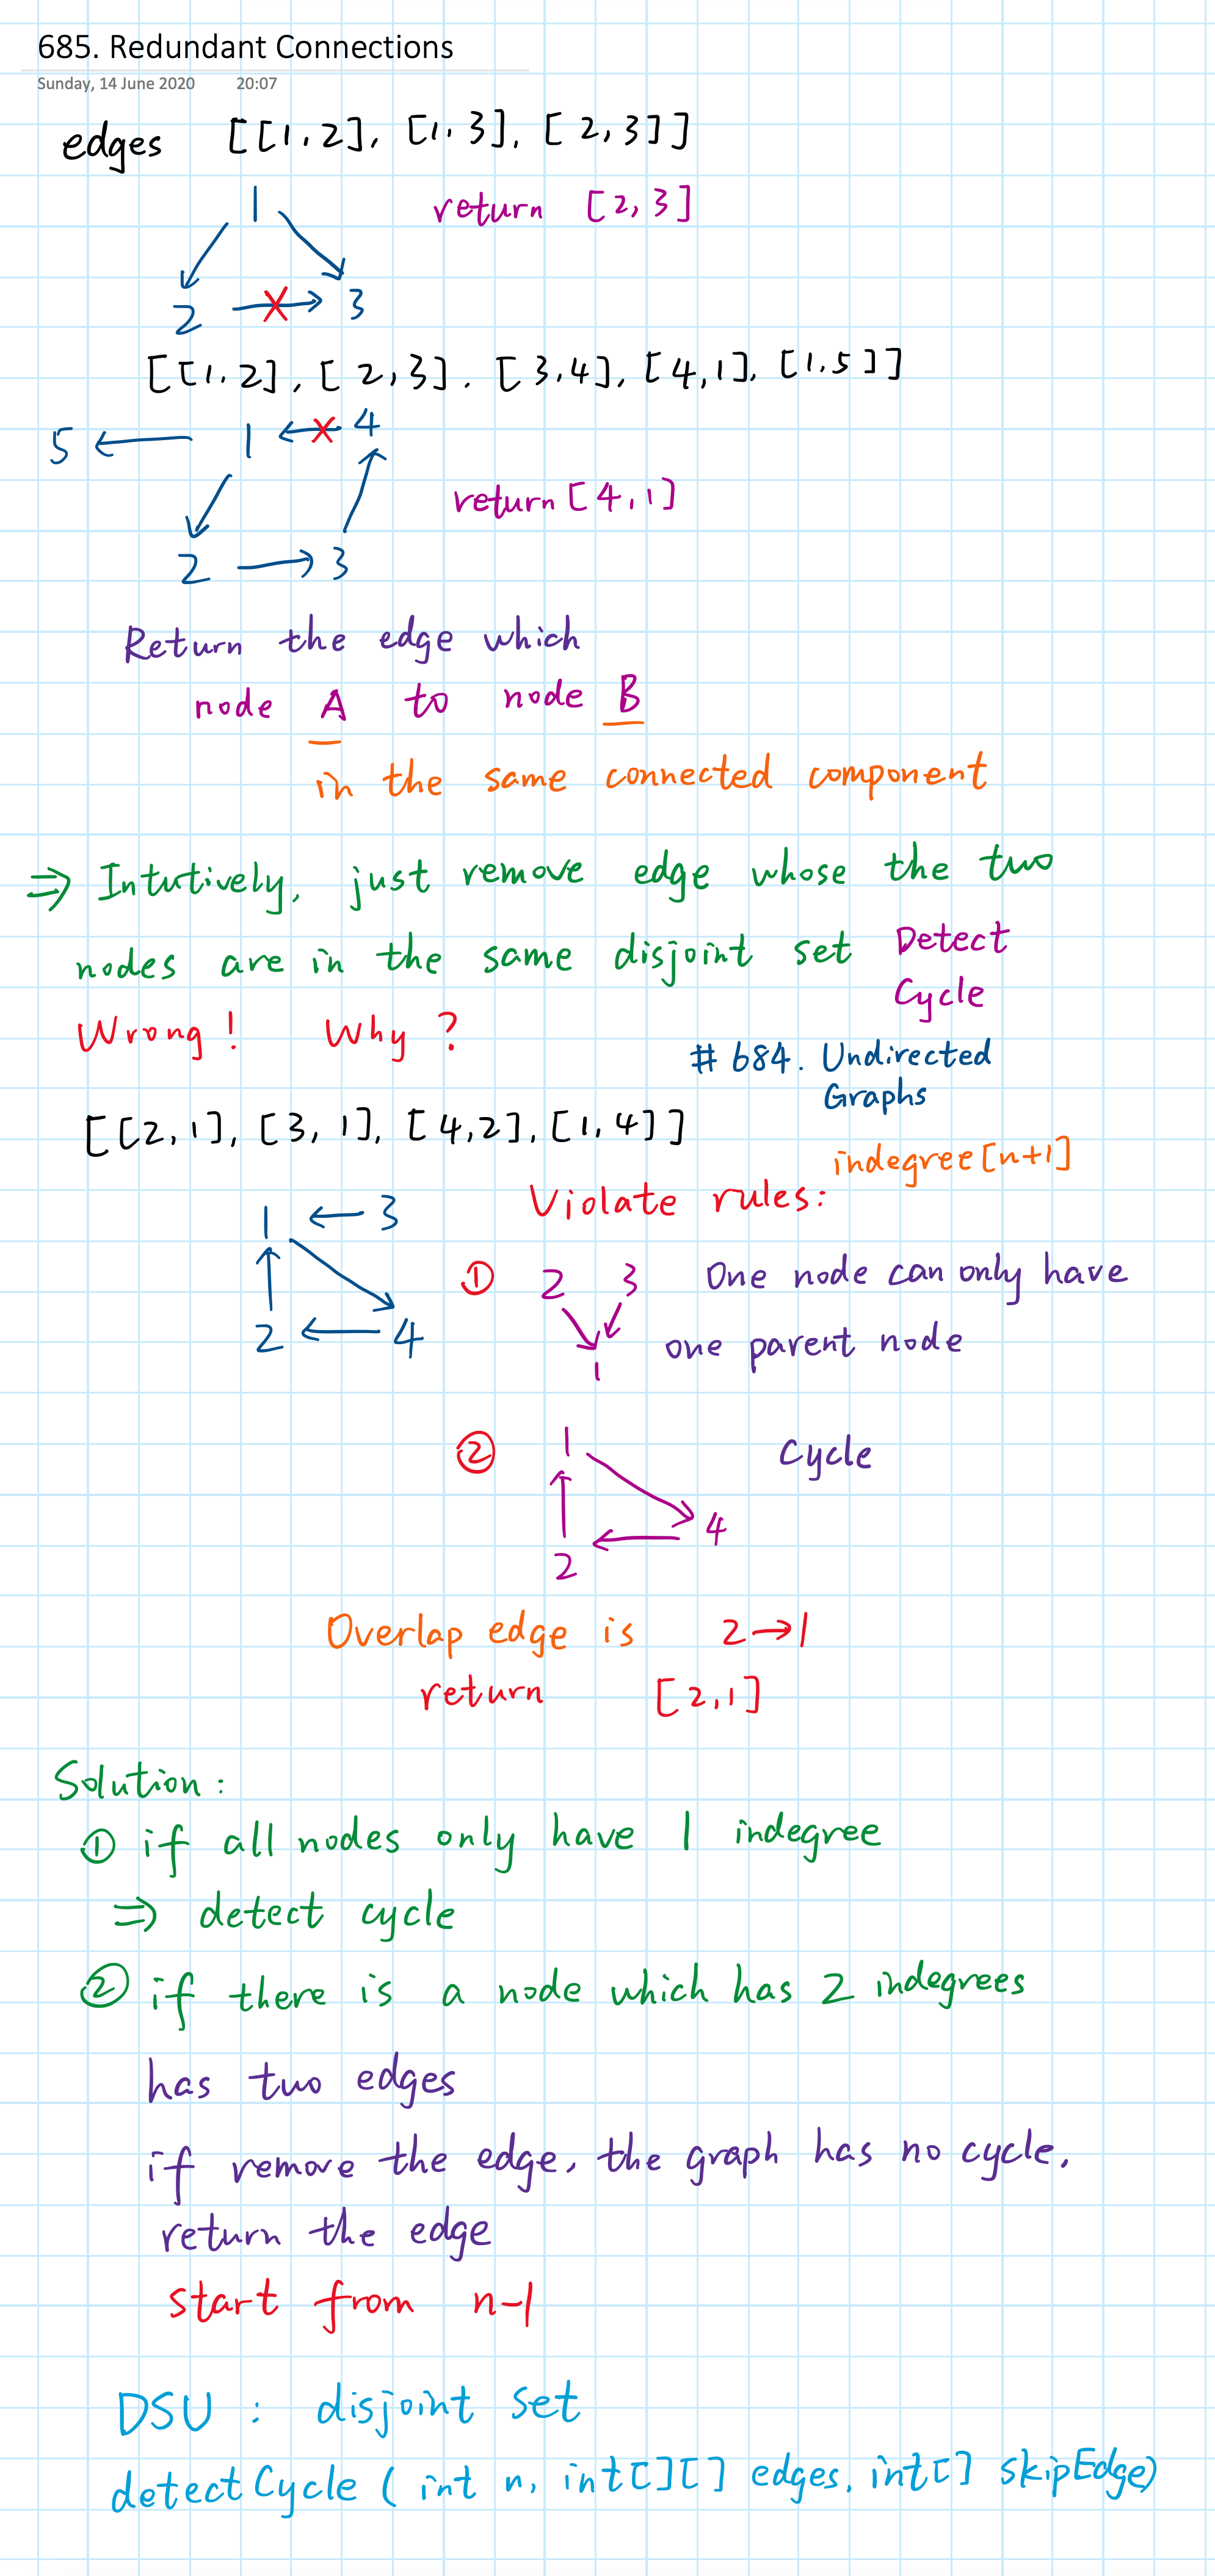 685. Redundant Connections
Sunday, 14 June 2020 20:07
edges [[1,2], [1,3], [2,3]]
1
return [2,3]
2 3
[[1,2], [2,3], [3,4], [4,1], [1,5]]
5 1 4
return [4,1]
2 3
Return the edge which
node A to node B
in the same connected component
⇒ Intutively, just remove edge whose the two
nodes are in the same disjoint set
Detect
Cycle
Wrong! Why?
# 684. Undirected
Graphs
[[2,1], [3,1], [4,2], [1,4]]
indegree[n+1]
Violate rules:
1 ← 3
2 ← 4
① 2 3 One node can only have
1 one parent node
② 1 Cycle
4
2
Overlap edge is 2→1
return [2,1]
Solution:
① if all nodes only have 1 indegree
⇒ detect cycle
② if there is a node which has 2 indegrees
has two edges
if remove the edge, the graph has no cycle.
return the edge
start from n-1
DSU : disjoint set
detectCycle (int n, int[][] edges, int[] skipEdge)